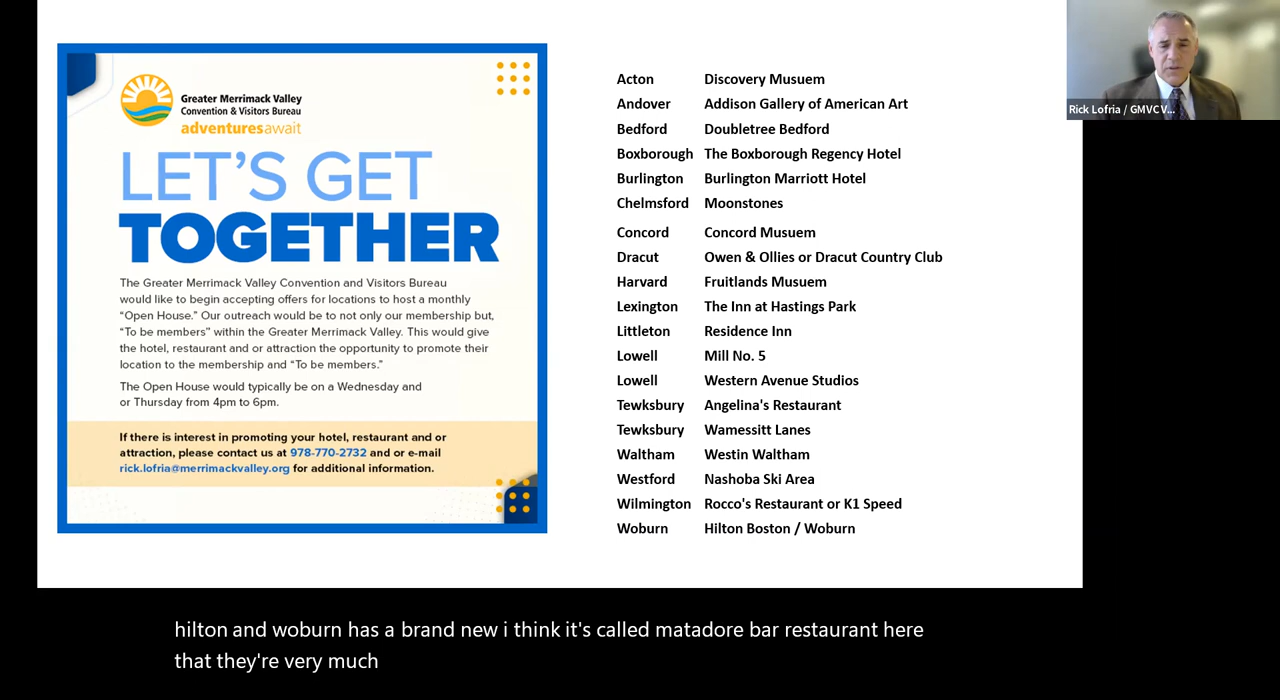 Greater Merrimack Valley
Convention & Visitors Bureau
adventuresawait
LET'S GET
TOGETHER
The Greater Merrimack Valley Convention and Visitors Bureau
would like to begin accepting offers for locations to host a monthly
“Open House.” Our outreach would be to not only our membership but,
“To be members” within the Greater Merrimack Valley. This would give
the hotel, restaurant and or attraction the opportunity to promote their
location to the membership and “To be members.”
The Open House would typically be on a Wednesday and
or Thursday from 4pm to 6pm.
If there is interest in promoting your hotel, restaurant and or
attraction, please contact us at 978-770-2732 and or e-mail
rick.lofria@merrimackvalley.org for additional information.
Acton Discovery Musuem
Andover Addison Gallery of American Art
Bedford Doubletree Bedford
Boxborough The Boxborough Regency Hotel
Burlington Burlington Marriott Hotel
Chelmsford Moonstones
Concord Concord Musuem
Dracut Owen & Ollies or Dracut Country Club
Harvard Fruitlands Musuem
Lexington The Inn at Hastings Park
Littleton Residence Inn
Lowell Mill No. 5
Lowell Western Avenue Studios
Tewksbury Angelina's Restaurant
Tewksbury Wamessitt Lanes
Waltham Westin Waltham
Westford Nashoba Ski Area
Wilmington Rocco's Restaurant or K1 Speed
Woburn Hilton Boston / Woburn
Rick Lofria / GMVCV...
hilton and woburn has a brand new i think it's called matadore bar restaurant here
that they're very much